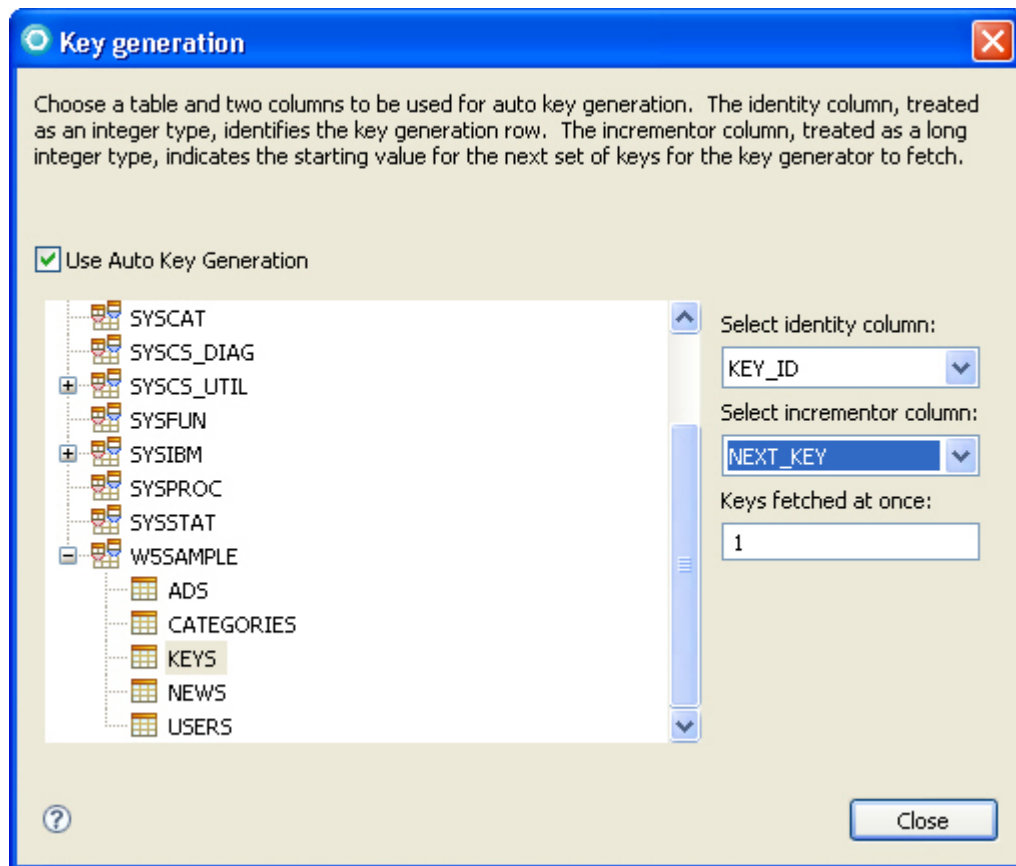 Key generation
Choose a table and two columns to be used for auto key generation.  The identity column, treated
as an integer type, identifies the key generation row.  The incrementor column, treated as a long
integer type, indicates the starting value for the next set of keys for the key generator to fetch.
Use Auto Key Generation
SYSCAT
SYSCS_DIAG
SYSCS_UTIL
SYSFUN
SYSIBM
SYSPROC
SYSSTAT
W5SAMPLE
ADS
CATEGORIES
KEYS
NEWS
USERS
Select identity column:
KEY_ID
Select incrementor column:
NEXT_KEY
Keys fetched at once:
1
?
Close